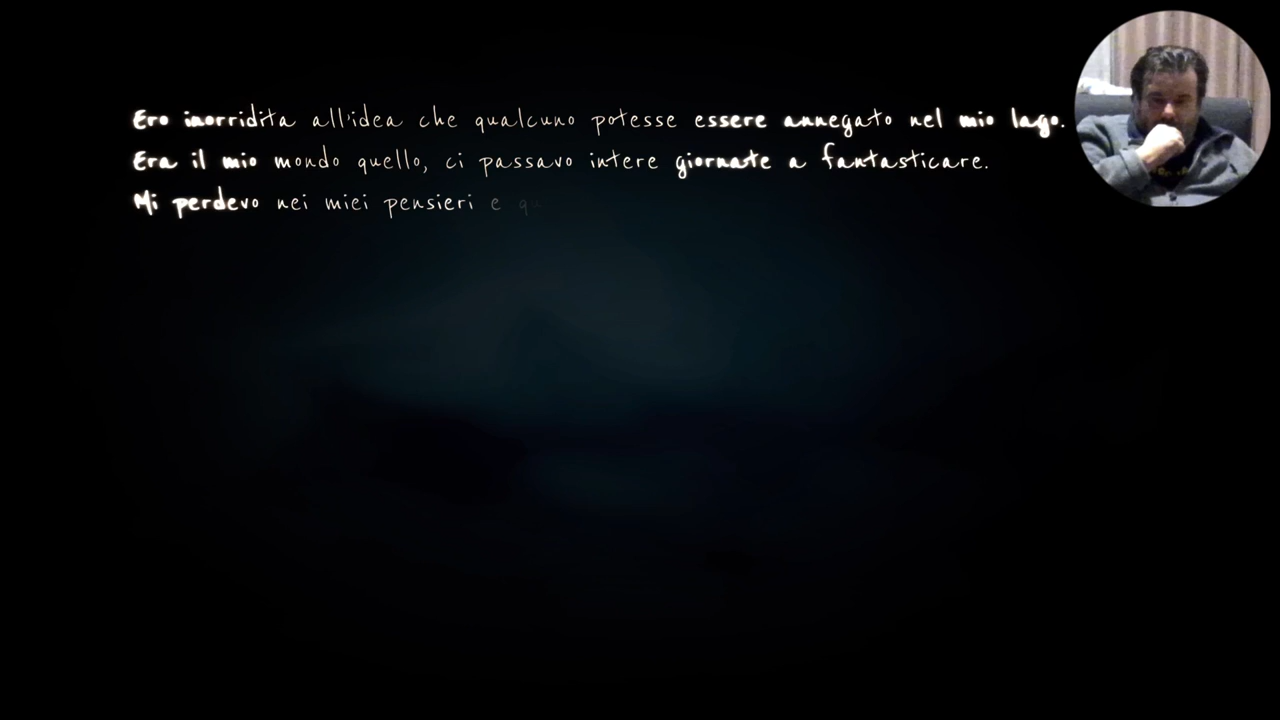 Ero inorridita all'idea che qualcuno potesse essere annegato nel mio lago.
Era il mio mondo quello, ci passavo intere giornate a fantasticare.
Mi perdevo nei miei pensieri e